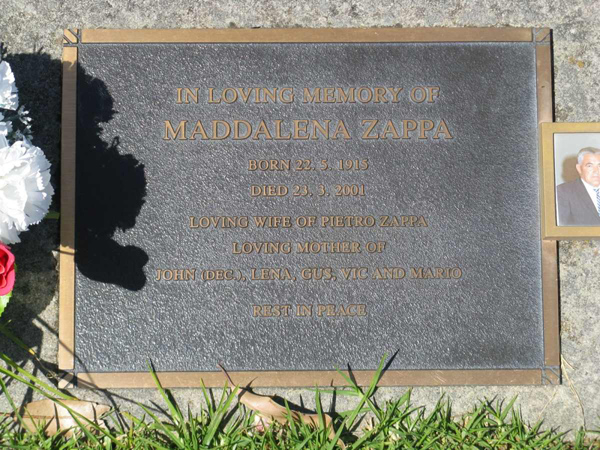 IN LOVING MEMORY OF
MADDALENA ZAPPA
BORN 22. 5. 1915
DIED 23. 3. 2001
LOVING WIFE OF PIETRO ZAPPA
LOVING MOTHER OF
JOHN (DEC.), LENA, GUS, VIC AND MARIO
REST IN PEACE